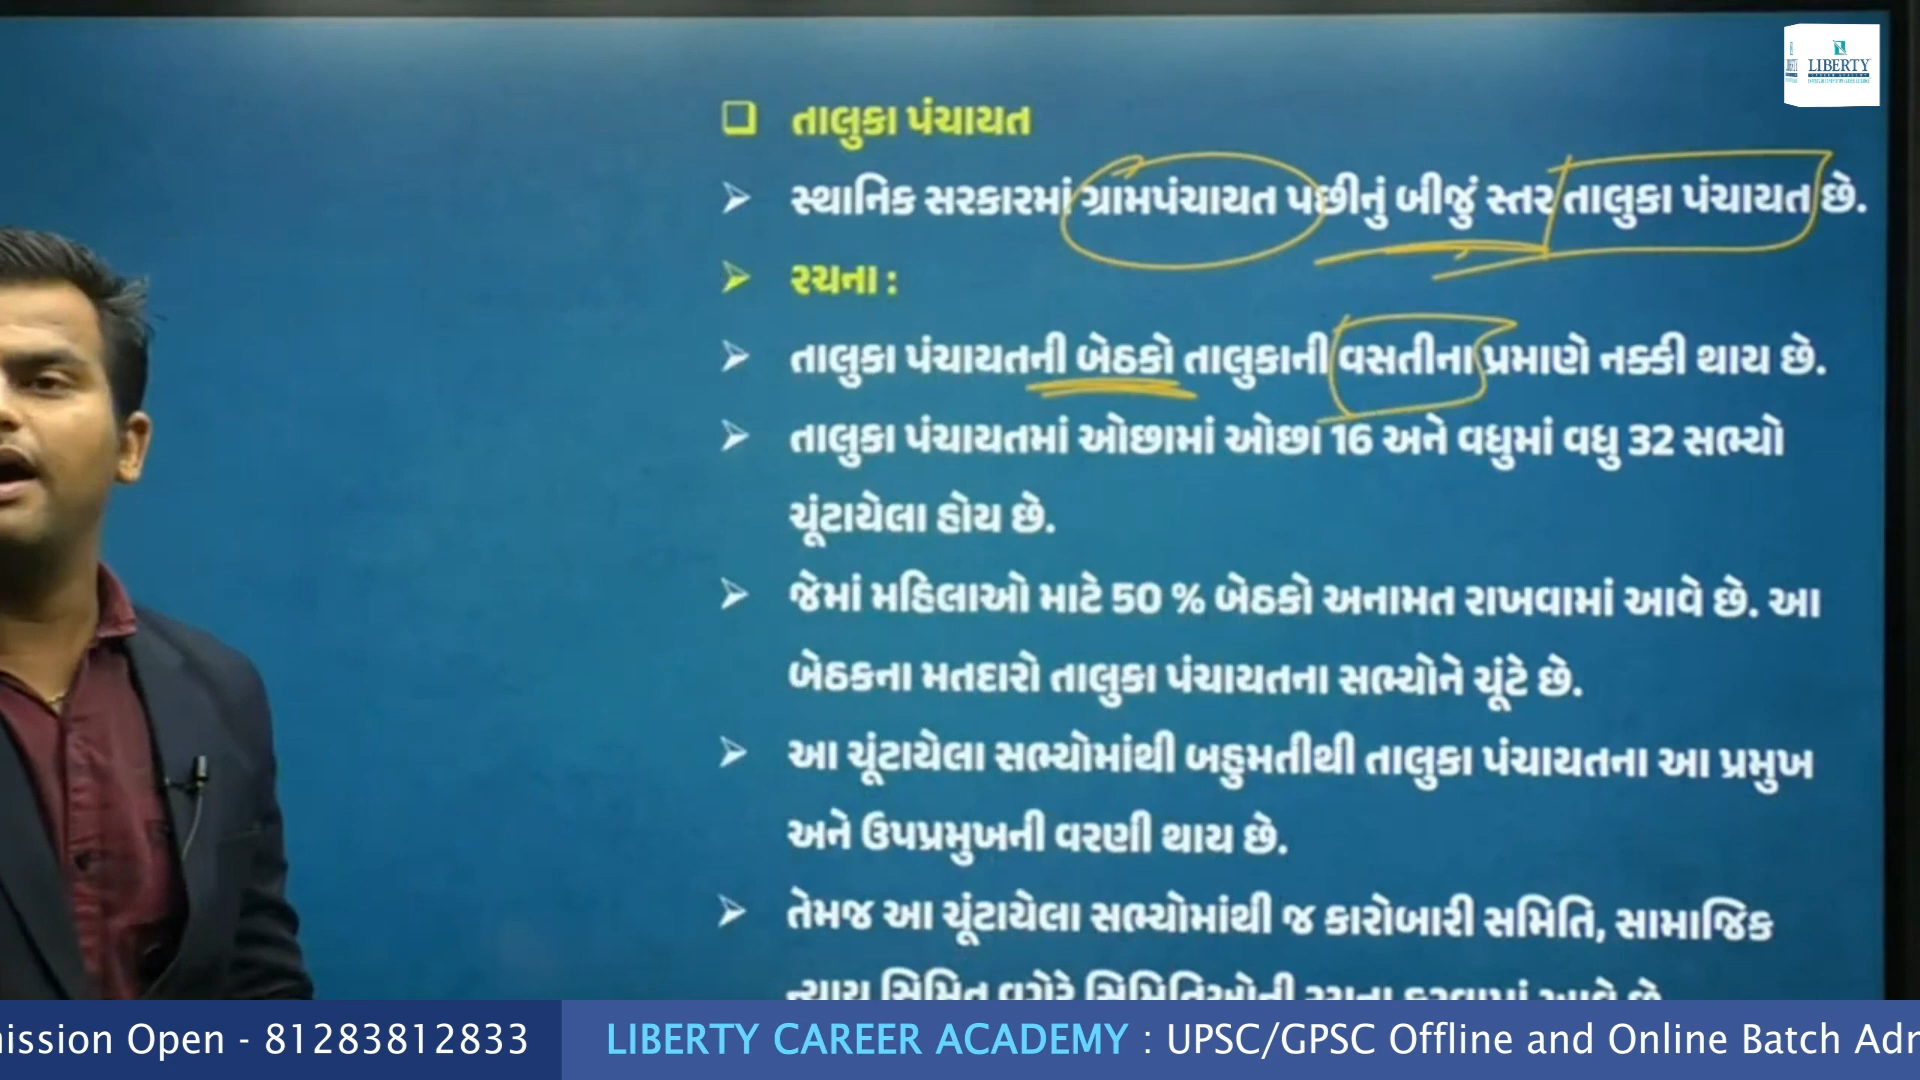 LIBERTY
❑ તાલુકા પંચાયત
➢ સ્થાનિક સરકારમાં ગ્રામપંચાયત પછીનું બીજું સ્તર તાલુકા પંચાયત છે.
➢ રચના :
➢ તાલુકા પંચાયતની બેઠકો તાલુકાની વસતીના પ્રમાણે નક્કી થાય છે.
➢ તાલુકા પંચાયતમાં ઓછામાં ઓછા 16 અને વધુમાં વધુ 32 સભ્યો
ચૂંટાયેલા હોય છે.
➢ જેમાં મહિલાઓ માટે 50 % બેઠકો અનામત રાખવામાં આવે છે. આ
બેઠકના મતદારો તાલુકા પંચાયતના સભ્યોને ચૂંટે છે.
➢ આ ચૂંટાયેલા સભ્યોમાંથી બહુમતીથી તાલુકા પંચાયતના આ પ્રમુખ
અને ઉપપ્રમુખની વરણી થાય છે.
➢ તેમજ આ ચૂંટાયેલા સભ્યોમાંથી જ કારોબારી સમિતિ, સામાજિક
ission Open - 81283812833 LIBERTY CAREER ACADEMY : UPSC/GPSC Offline and Online Batch Adm